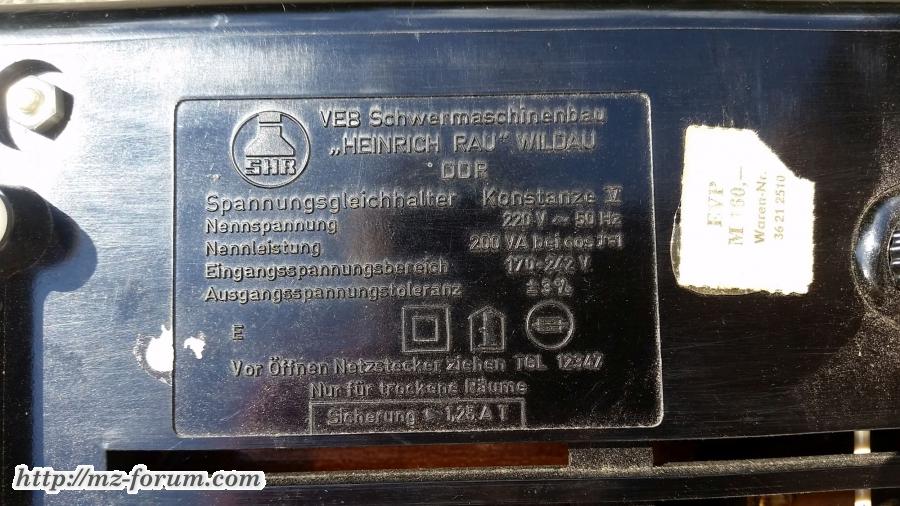 SHR
VEB Schwermaschinenbau
„HEINRICH RAU" WILDAU
DDR
Spannungsgleichhalter Konstanze V
Nennspannung 220 V ~ 50 Hz
Nennleistung 200 VA bei cos
Eingangsspannungsbereich 170-242 V
Ausgangsspannungstoleranz ± 3 %
E
Vor Öffnen Netzstecker ziehen TGL 12347
Nur für trockene Räume
Sicherung 1,25 A T
EVP
M 160,—
Waren-Nr.
36 21 2510
http://mz-forum.com